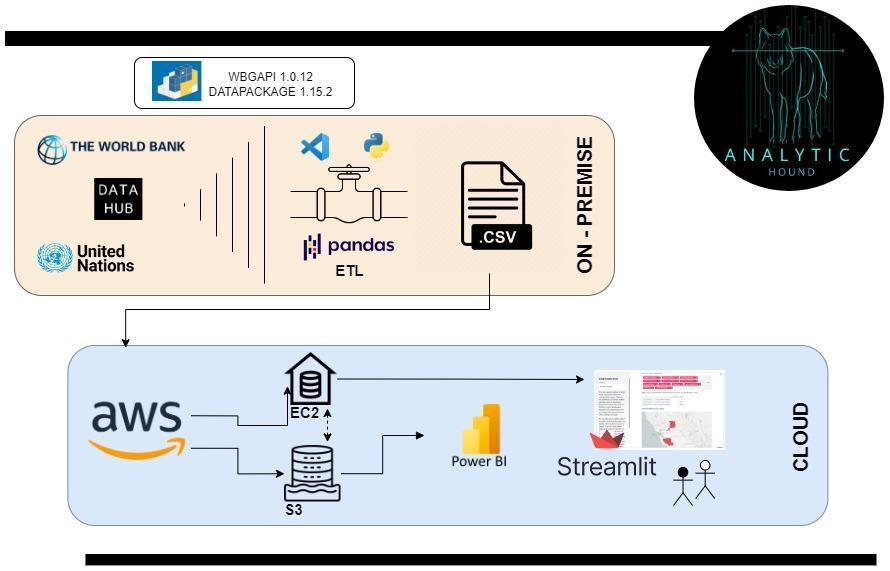 WBGAPI 1.0.12
DATAPACKAGE 1.15.2
ANALYTIC
HOUND
THE WORLD BANK
DATA
HUB
United
Nations
pandas
ETL
.CSV
ON - PREMISE
aws
EC2
S3
Power BI
Streamlit
CLOUD